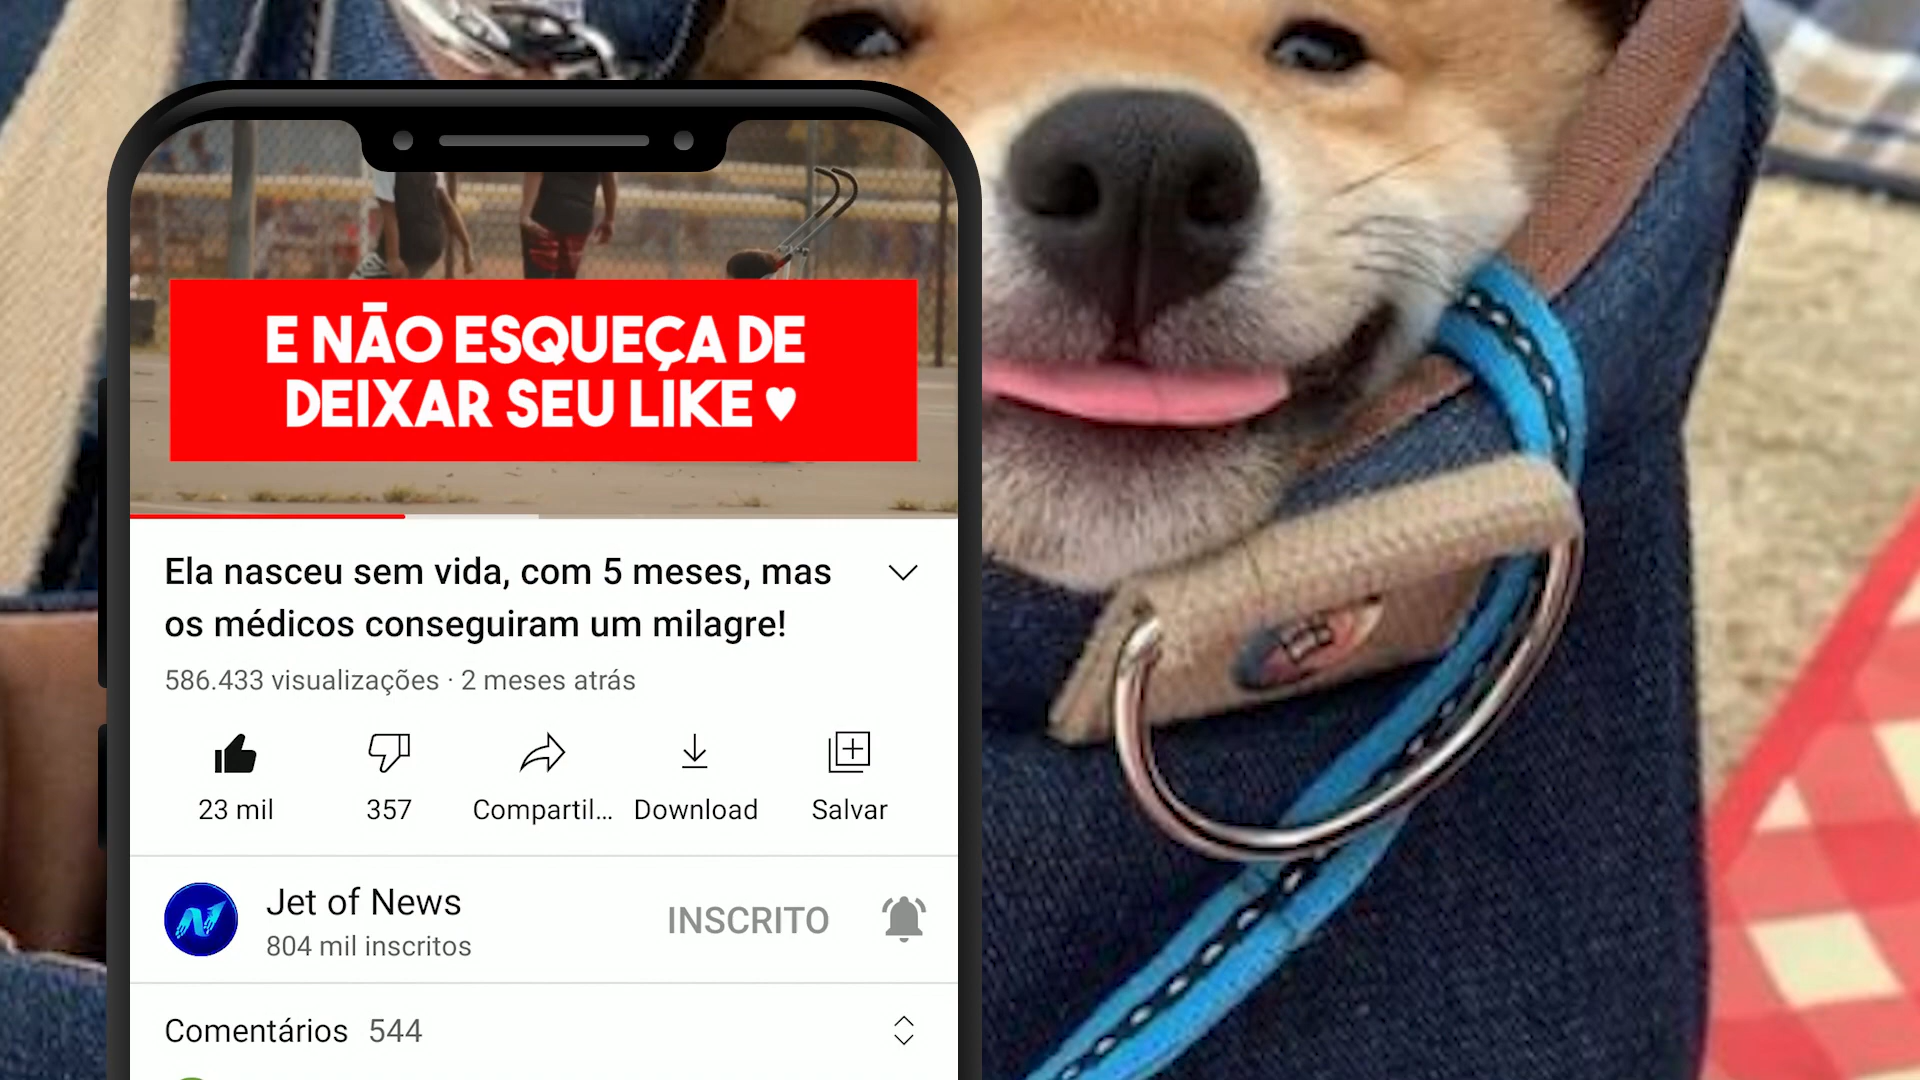 E NÃO ESQUEÇA DE
DEIXAR SEU LIKE ♥
Ela nasceu sem vida, com 5 meses, mas
os médicos conseguiram um milagre!
586.433 visualizações · 2 meses atrás
23 mil
357
Compartil...
Download
Salvar
Jet of News
INSCRITO
804 mil inscritos
Comentários 544